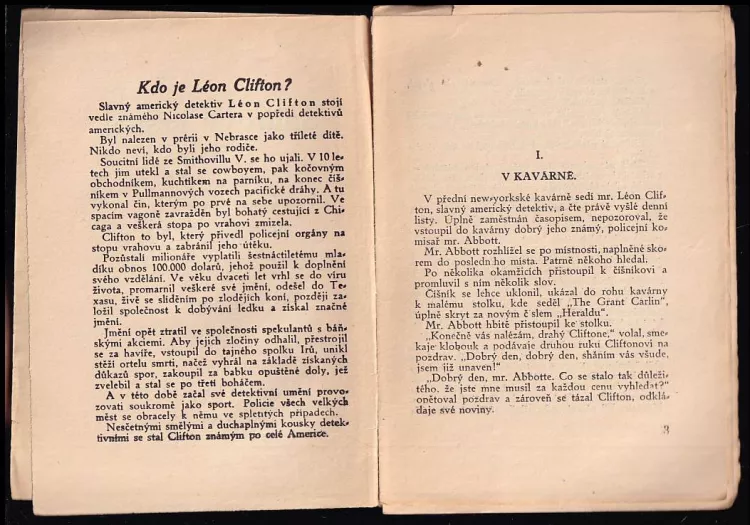 Kdo je Léon Clifton?
Slavný americký detektiv Léon Clifton stojí
vedle známého Nicolase Cartera v popředí detektivů
amerických.
Byl nalezen v prérii v Nebrasce jako tříleté dítě.
Nikdo neví, kdo byli jeho rodiče.
Soucitní lidé ze Smithovillu V. se ho ujali. V 10 le-
tech jim utekl a stal se cowboyem, pak kočovným
obchodníkem, kuchtíkem na parníku, na konec číš-
níkem v Pullmannových vozech pacifické dráhy. A tu
vykonal čin, kterým po prvé na sebe upozornil. Ve
spacím vagoně zavražděn byl bohatý cestující z Chi-
caga a veškerá stopa po vrahovi zmizela.
Clifton to byl, který přivedl policejní orgány na
stopu vrahovu a zabránil jeho útěku.
Pozůstalí milionáře vyplatili šestnáctiletému mla-
díku obnos 100.000 dolarů, jehož použil k doplnění
svého vzdělání. Ve věku dvaceti let vrhl se do víru
života, promarnil veškeré své jmění, odešel do Te-
xasu, živě se slíděním po zlodějích koní, později za-
ložil společnost k dobývání ledku a získal značné
jmění.
Jmění opět ztratil ve společnosti spekulantů s báň-
skými akciemi. Aby jejich zločiny odhalil, přestrojil
se za havíře, vstoupil do tajného spolku Irů, unikl
stěží ortelu smrti, načež vyhrál na základě získaných
důkazů spor, zakoupil za babku opuštěné doly, jež
zvelebil a stal se po třetí boháčem.
A v této době začal své detektivní umění provo-
zovati soukromě jako sport. Policie všech velkých
měst se obracely k němu ve spletitých případech.
Nesčetnými smělými a duchaplnými kousky detek-
tivními se stal Clifton známým po celé Americe.
I.
V KAVÁRNĚ.
V přední new-yorkské kavárně sedí mr. Léon Clif-
ton, slavný americký detektiv, a čte právě vyšlé denní
listy. Úplně zaměstnán časopisem, nepozoroval, že
vstoupil do kavárny dobrý jeho známý, policejní ko-
misař mr. Abbott.
Mr. Abbott rozhlížel se po místnosti, naplněné sko-
rem do posledního místa. Patrně někoho hledal.
Po několika okamžicích přistoupil k číšníkovi a
promluvil s ním několik slov.
Číšník se lehce uklonil, ukázal do rohu kavárny
k malému stolku, kde seděl „The Grant Carlin“,
úplně skryt za novým č slem „Heraldu“.
Mr. Abbott hbitě přistoupil ke stolku.
„Konečně vás nalézám, drahý Cliftone,“ volal, sme-
kaje klobouk a podávaje druhou ruku Cliftonovi na
pozdrav. „Dobrý den, dobrý den, sháním vás všude,
jsem již unaven!“
„Dobrý den, mr. Abbotte. Co se stalo tak důleži-
tého, že jste mne musil za každou cenu vyhledat?“
opětoval pozdrav a zároveň se tázal Clifton, odklá-
daje své noviny.
3